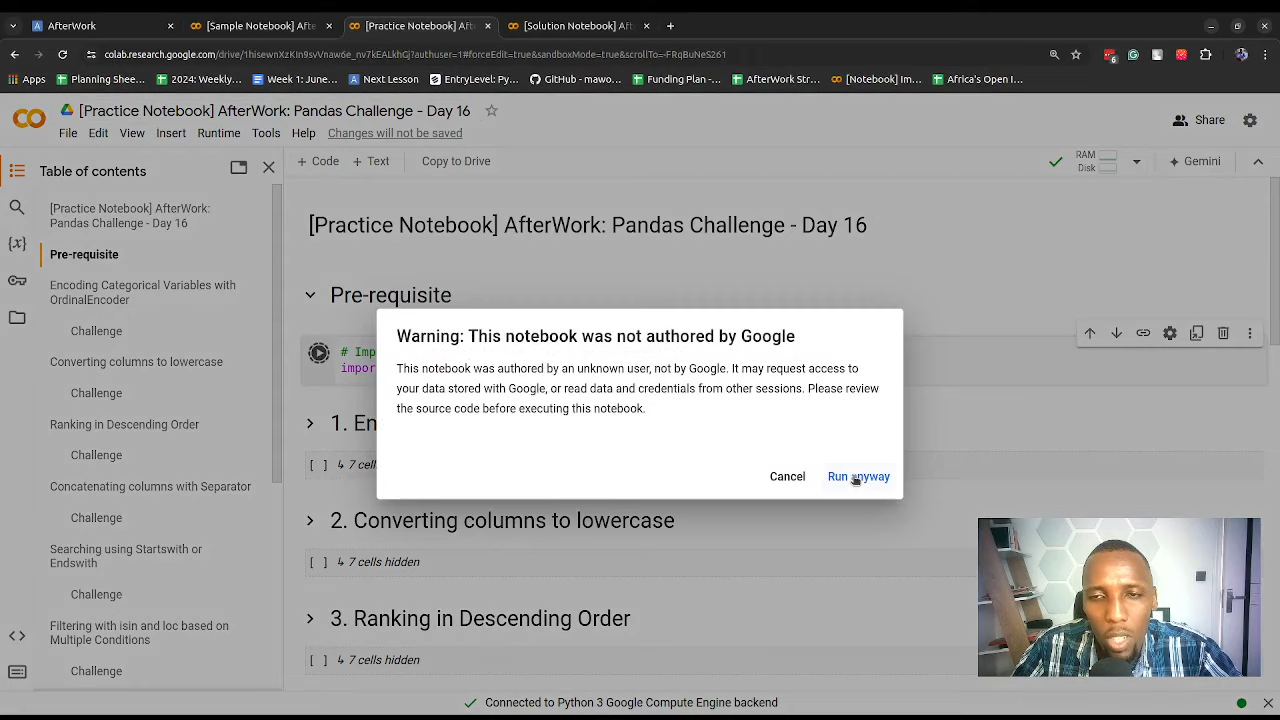 AfterWork
[Sample Notebook] Afte
[Practice Notebook] Aft
[Solution Notebook] Aft
colab.research.google.com/drive/1hisewnXzKIn9svVnaw6e_nv7kEALkhGj?authuser=1#forceEdit=true&sandboxMode=true&scrollTo=-FRqBuNeS261
6
Apps
Planning Shee...
2024: Weekly...
Week 1: June...
Next Lesson
EntryLevel: Py...
GitHub - mawo...
Funding Plan -...
AfterWork Str...
[Notebook] Im...
Africa's Open I...
[Practice Notebook] AfterWork: Pandas Challenge - Day 16
File Edit View Insert Runtime Tools Help Changes will not be saved
Share
Table of contents
+ Code + Text Copy to Drive
RAM
Disk
Gemini
[Practice Notebook] AfterWork:
Pandas Challenge - Day 16
Pre-requisite
Encoding Categorical Variables with
OrdinalEncoder
Challenge
Converting columns to lowercase
Challenge
Ranking in Descending Order
Challenge
Concatenating columns with Separator
Challenge
Searching using Startswith or
Endswith
Challenge
Filtering with isin and loc based on
Multiple Conditions
Challenge
[Practice Notebook] AfterWork: Pandas Challenge - Day 16
Pre-requisite
# Im
impor
1. En
[ ] ↳ 7 cell
2. Converting columns to lowercase
[ ] ↳ 7 cells hidden
3. Ranking in Descending Order
[ ] ↳ 7 cells hidden
Warning: This notebook was not authored by Google
This notebook was authored by an unknown user, not by Google. It may request access to
your data stored with Google, or read data and credentials from other sessions. Please review
the source code before executing this notebook.
Cancel
Run anyway
Connected to Python 3 Google Compute Engine backend